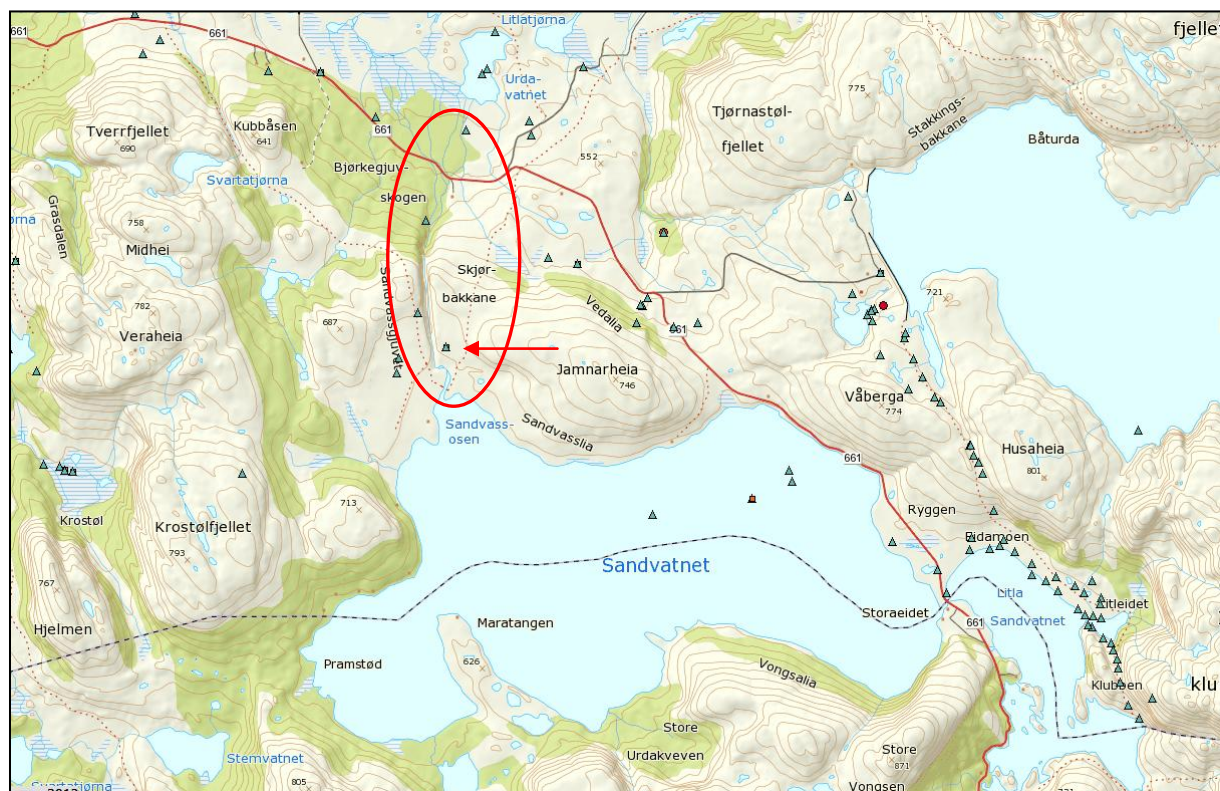 661
661
fjellet
Litlatjørna
Urda-
vatnet
775
Stakkings-
bakkane
Båturda
Tverrfjellet
690
Kubbåsen
641
661
Tjørnastøl-
fjellet
552
Bjørkegjuv-
skogen
Svartatjørna
Grasdalen
758
Midhei
Sandvassgjuvet
Skjør-
bakkane
721
782
Veraheia
687
Vedalia
661
Jamnarheia
746
Våberga
774
Sandvass-
osen
Sandvasslia
Husaheia
801
661
713
Krostøl
Krostølfjellet
793
Ryggen
Eidamoen
Sandvatnet
767
Hjelmen
Litla
Sandvatnet
Litleidet
Storaeidet
661
Maratangen
626
Pramstød
Vongsalia
Klubben
klu
Store
Urdakveven
Store
871
Vongsen
Stemvatnet
805
Svartatjørna